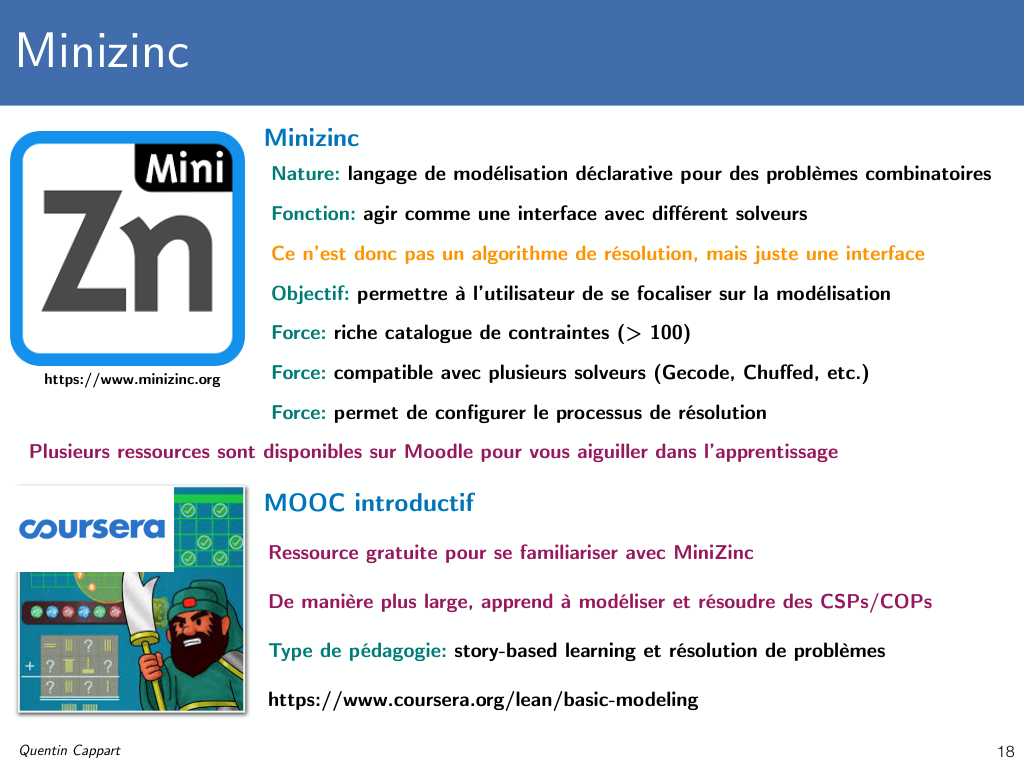 Minizinc
Mini
Zn
https://www.minizinc.org
Minizinc
Nature: langage de modélisation déclarative pour des problèmes combinatoires
Fonction: agir comme une interface avec différent solveurs
Ce n'est donc pas un algorithme de résolution, mais juste une interface
Objectif: permettre à l'utilisateur de se focaliser sur la modélisation
Force: riche catalogue de contraintes (> 100)
Force: compatible avec plusieurs solveurs (Gecode, Chuffed, etc.)
Force: permet de configurer le processus de résolution
Plusieurs ressources sont disponibles sur Moodle pour vous aiguiller dans l'apprentissage
coursera
MOOC introductif
Ressource gratuite pour se familiariser avec MiniZinc
De manière plus large, apprend à modéliser et résoudre des CSPs/COPs
Type de pédagogie: story-based learning et résolution de problèmes
https://www.coursera.org/lean/basic-modeling
Quentin Cappart
18